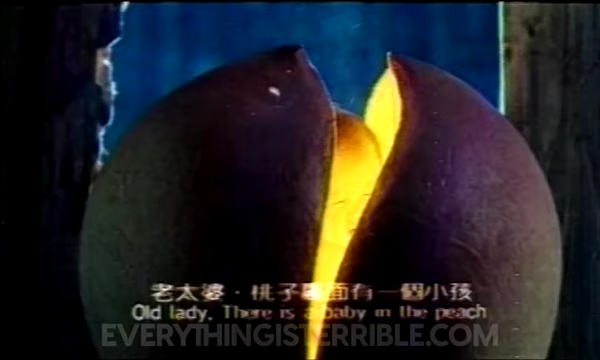 老太婆．桃子裏面有一個小孩
Old lady. There is a baby in the peach
EVERYTHINGISTERRIBLE.COM